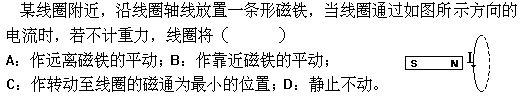 某线圈附近，沿线圈轴线放置一条形磁铁，当线圈通过如图所示方向的
电流时，若不计重力，线圈将（　　）
A：作远离磁铁的平动；B：作靠近磁铁的平动；
C：作转动至线圈的磁通为最小的位置；D：静止不动。
S N I